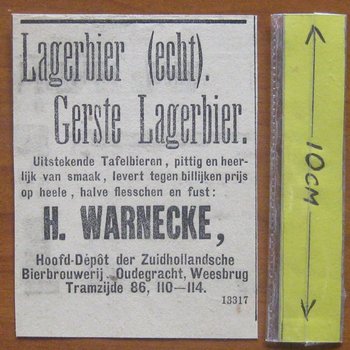 Lagerbier (echt).
Gerste Lagerbier.
Uitstekende Tafelbieren, pittig en heer-
lijk van smaak, levert tegen billijken prijs
op heele, halve flesschen en fust:
H. WARNECKE,
Hoofd-Dépôt der Zuidhollandsche
Bierbrouwerij. Oudegracht, Weesbrug
Tramzijde 86, 110—114.
13317
10CM